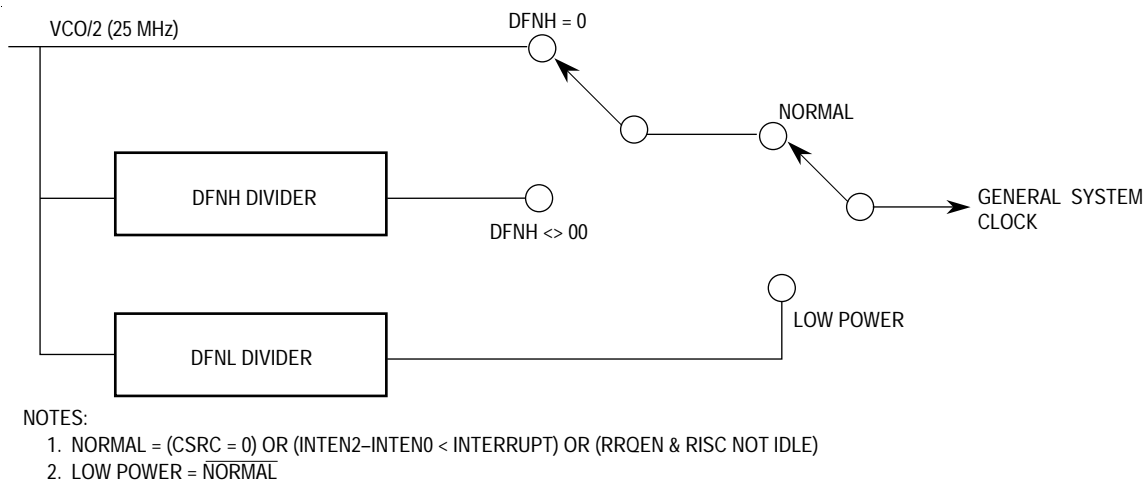 VCO/2 (25 MHz)
DFNH = 0
NORMAL
DFNH DIVIDER
DFNH <> 00
GENERAL SYSTEM
CLOCK
LOW POWER
DFNL DIVIDER
NOTES:
1. NORMAL = (CSRC = 0) OR (INTEN2–INTEN0 < INTERRUPT) OR (RRQEN & RISC NOT IDLE)
2. LOW POWER = N̅O̅R̅M̅A̅L̅